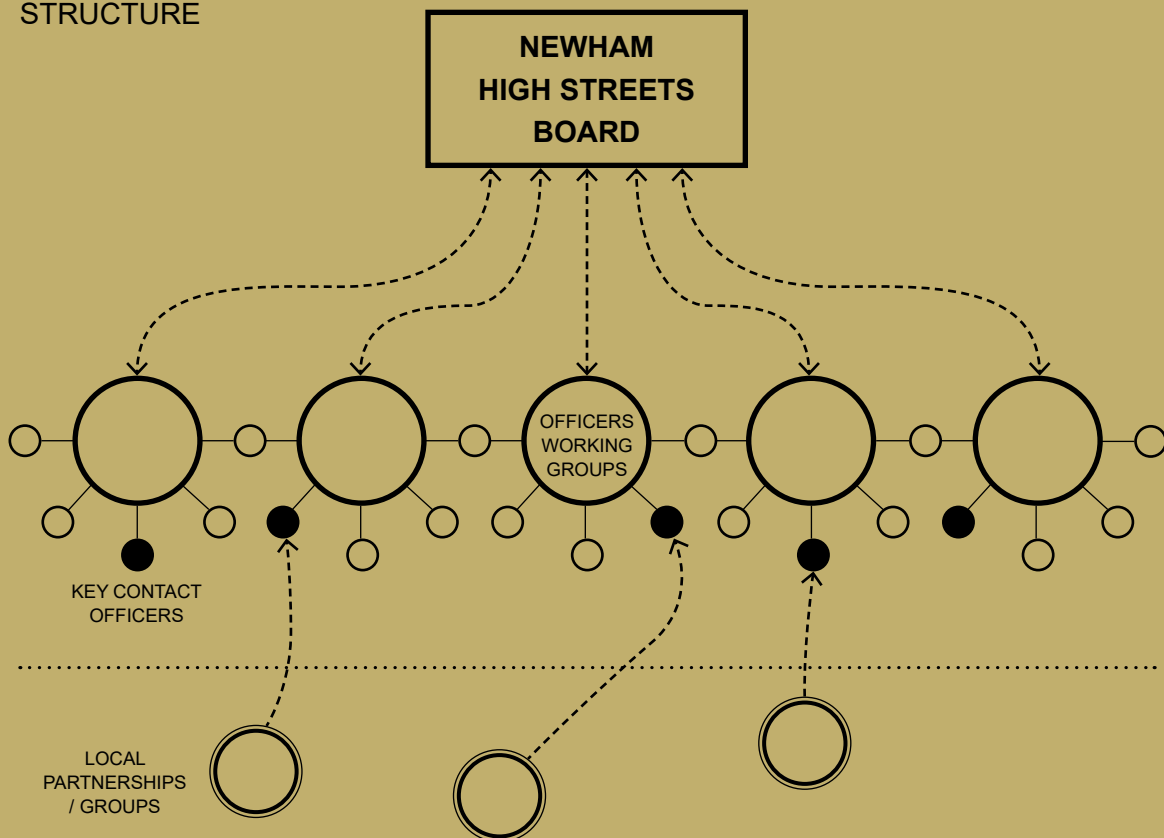 STRUCTURE
NEWHAM
HIGH STREETS
BOARD
OFFICERS
WORKING
GROUPS
KEY CONTACT
OFFICERS
LOCAL
PARTNERSHIPS
/ GROUPS